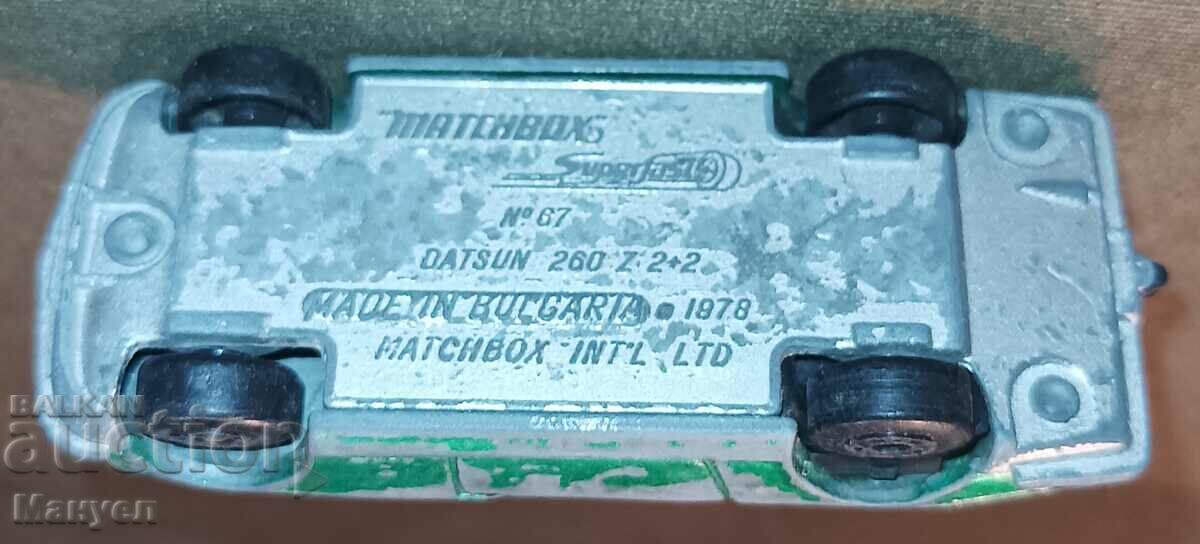 MATCHBOX
Superfast
Nº 67
DATSUN 260 Z 2+2
MADE IN BULGARIA © 1978
MATCHBOX INT'L LTD
BALKAN
auction
Мануел